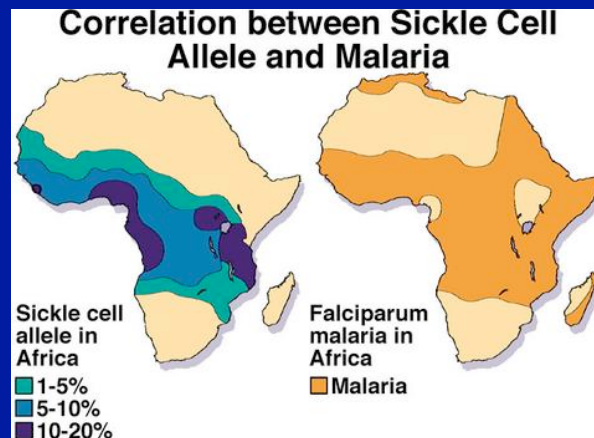 Correlation between Sickle Cell
Allele and Malaria
Sickle cell
allele in
Africa
1-5%
5-10%
10-20%
Falciparum
malaria in
Africa
Malaria